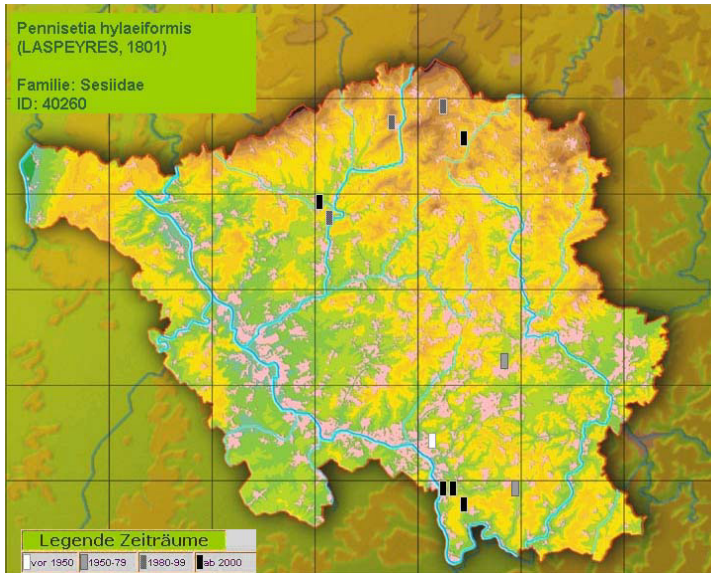 Pennisetia hylaeiformis
(LASPEYRES, 1801)
Familie: Sesiidae
ID: 40260
Legende Zeiträume
vor 1950 1950-79 1980-99 ab 2000